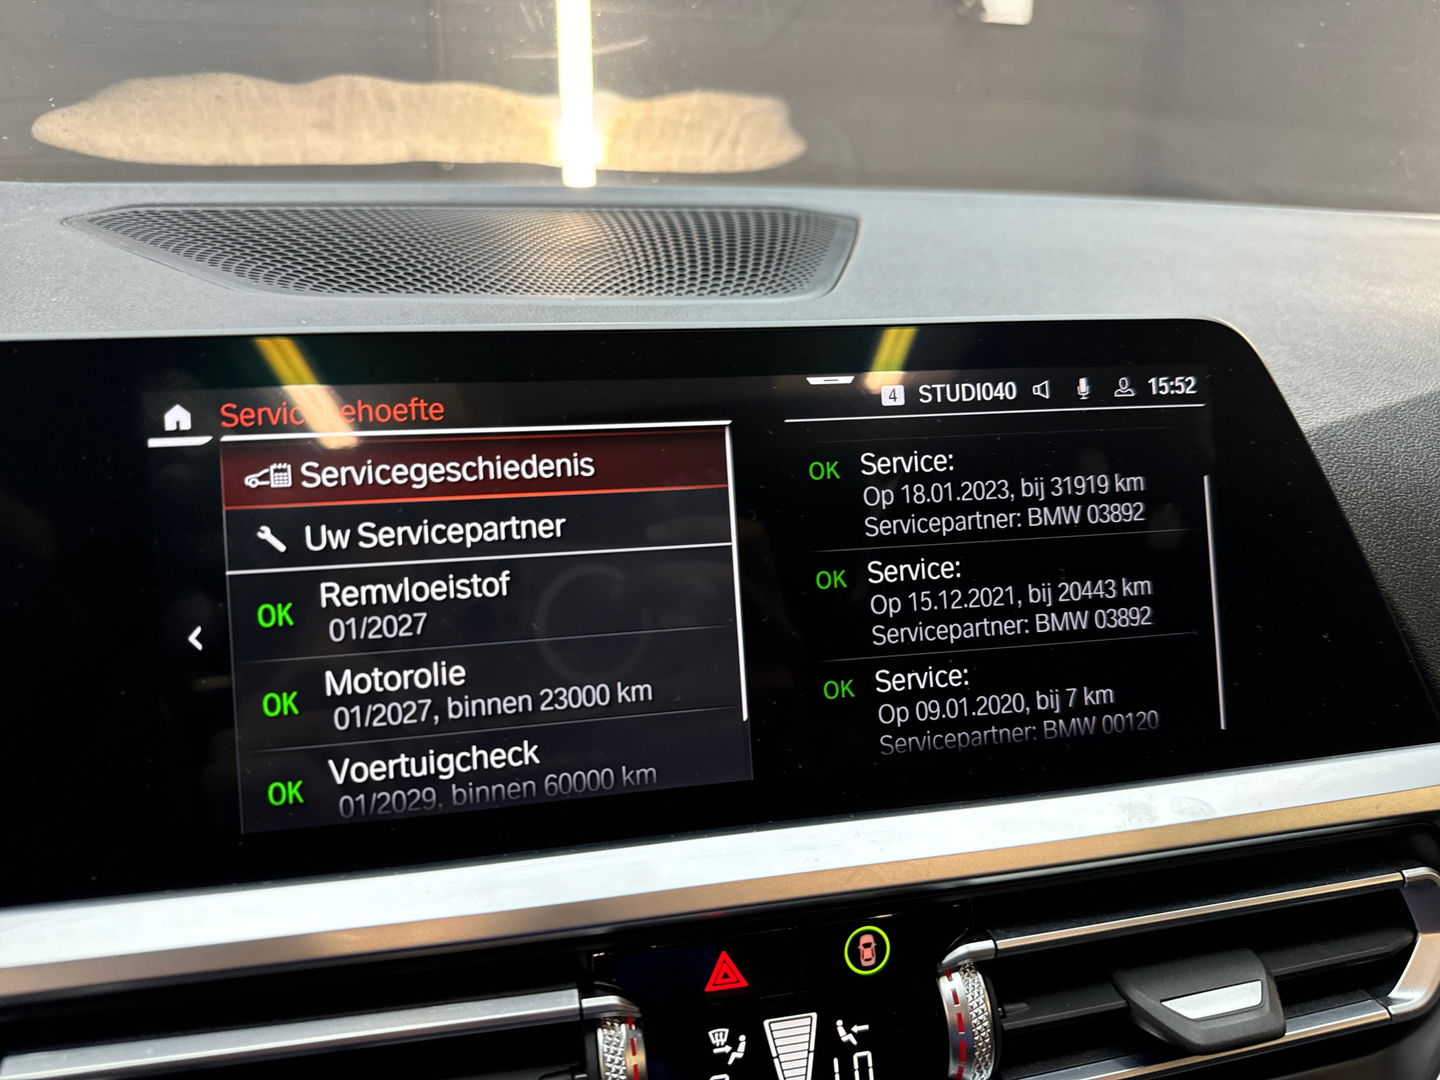 Servicebehoefte
Servicegeschiedenis
Uw Servicepartner
OK
Remvloeistof
01/2027
OK
Motorolie
01/2027, binnen 23000 km
OK
Voertuigcheck
01/2029, binnen 60000 km
4 STUDIO40 15:52
OK
Service:
Op 18.01.2023, bij 31919 km
Servicepartner: BMW 03892
OK
Service:
Op 15.12.2021, bij 20443 km
Servicepartner: BMW 03892
OK
Service:
Op 09.01.2020, bij 7 km
Servicepartner: BMW 00120